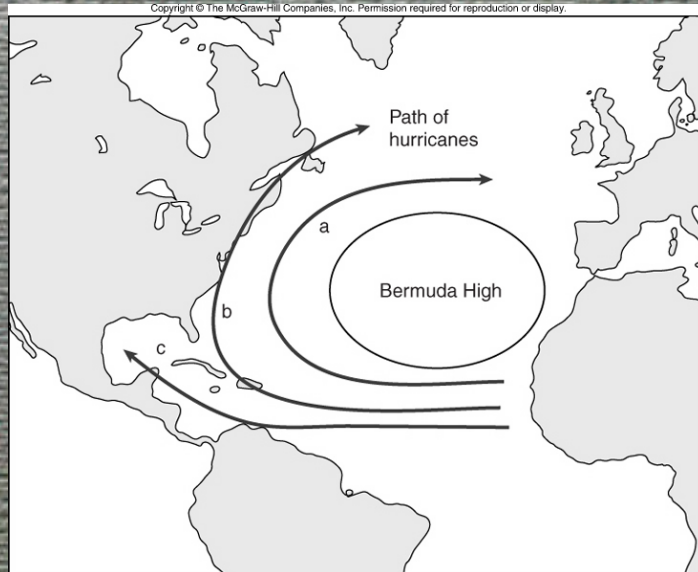 Copyright © The McGraw-Hill Companies, Inc. Permission required for reproduction or display.
Path of
hurricanes
a
Bermuda High
b
c